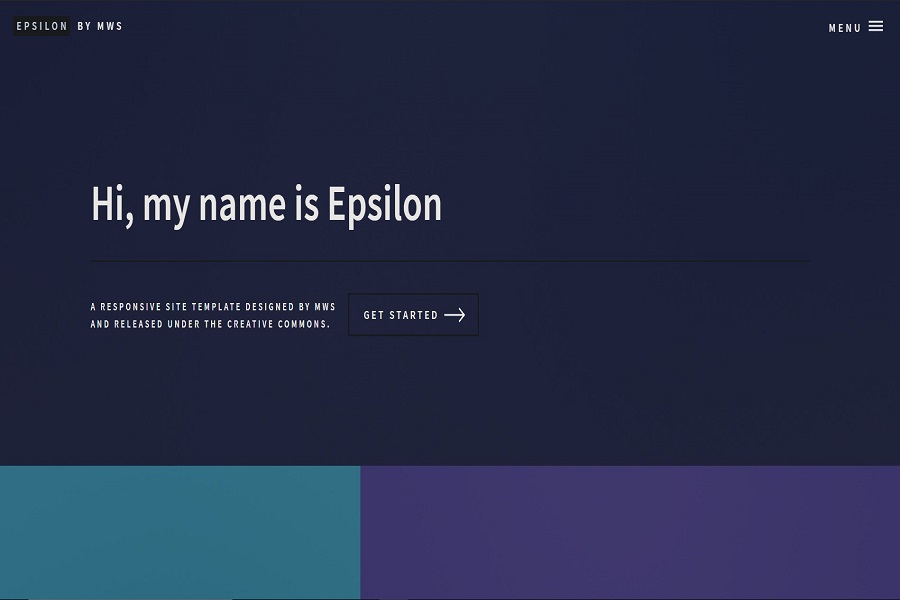 EPSILON BY MWS
MENU
Hi, my name is Epsilon
A RESPONSIVE SITE TEMPLATE DESIGNED BY MWS
AND RELEASED UNDER THE CREATIVE COMMONS.
GET STARTED